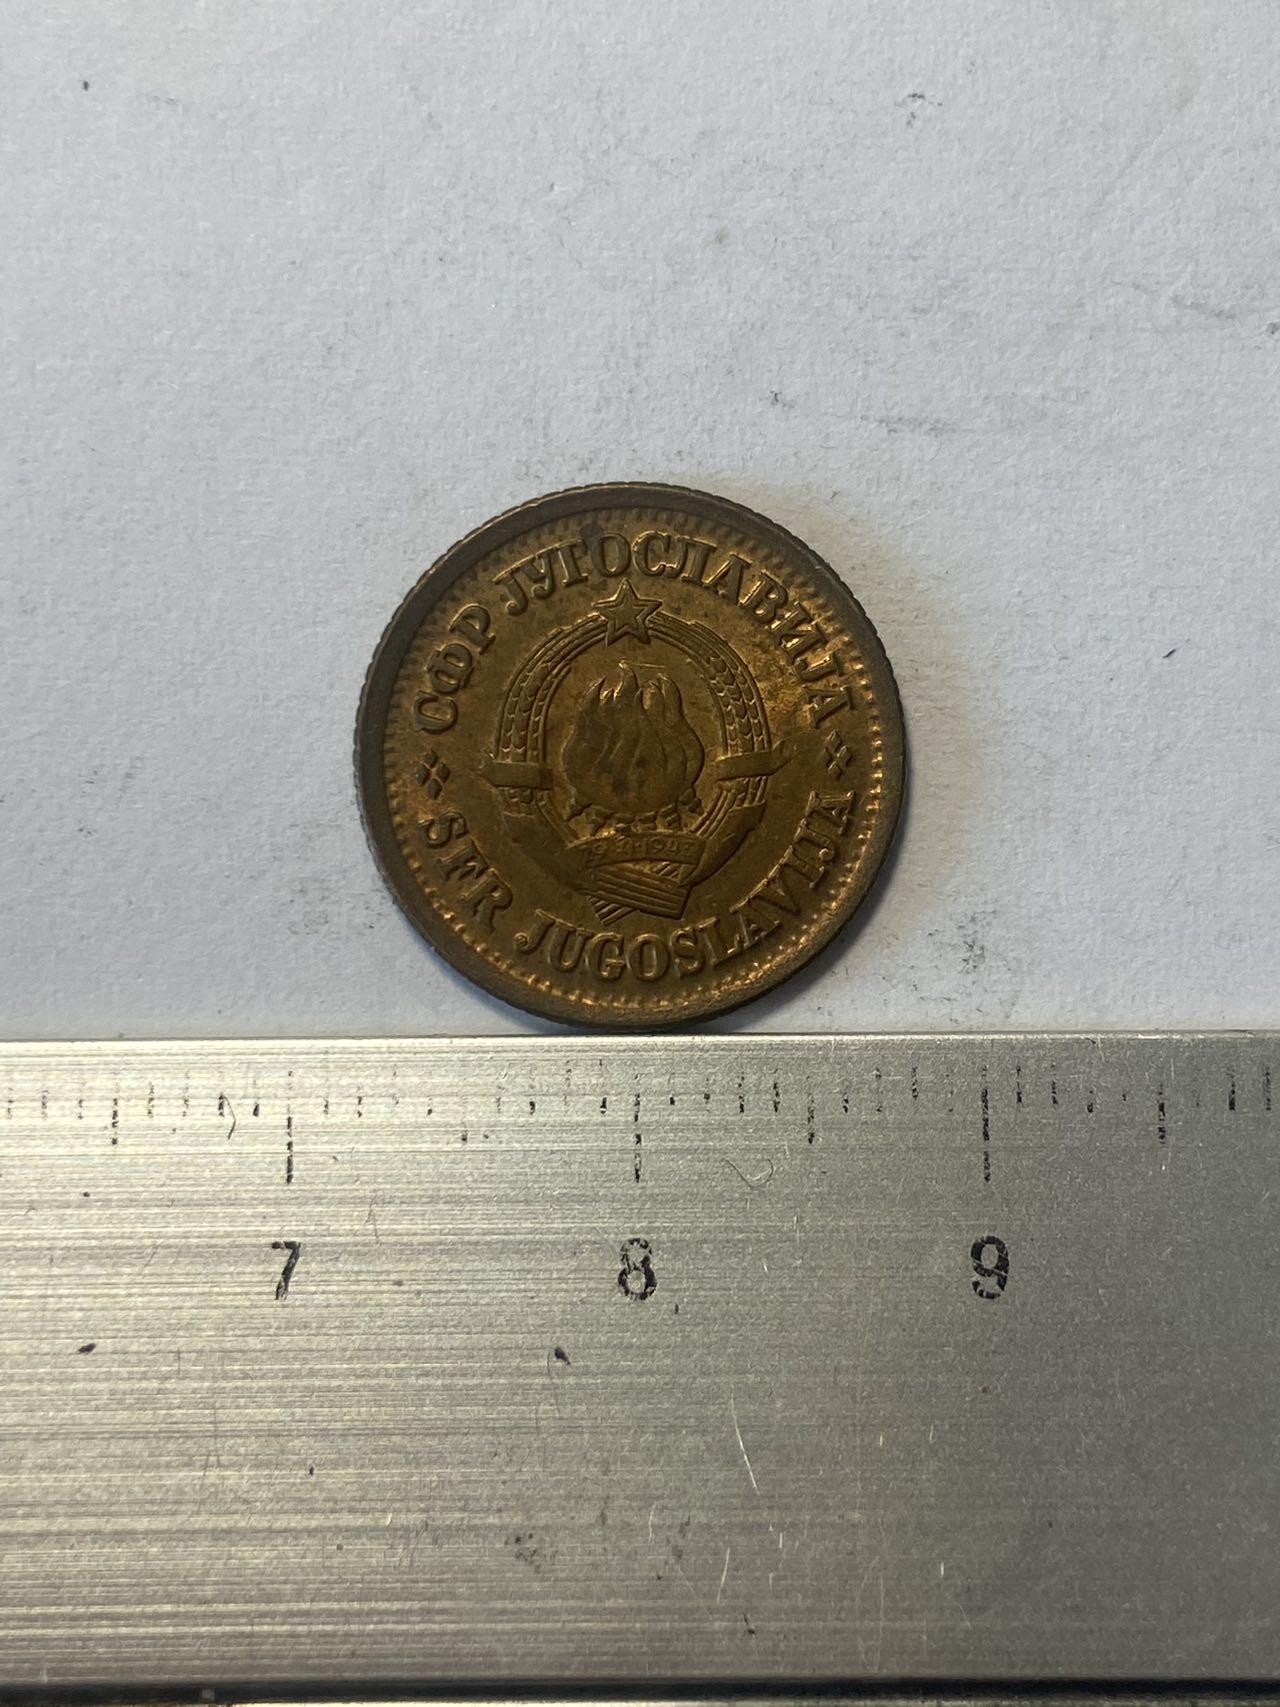 СФР ЈУГОСЛАВИЈА
SFR JUGOSLAVIJA
7 8 9